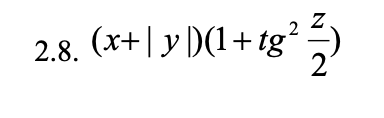 2.8. (x+| y |)(1+ tg² z/2)